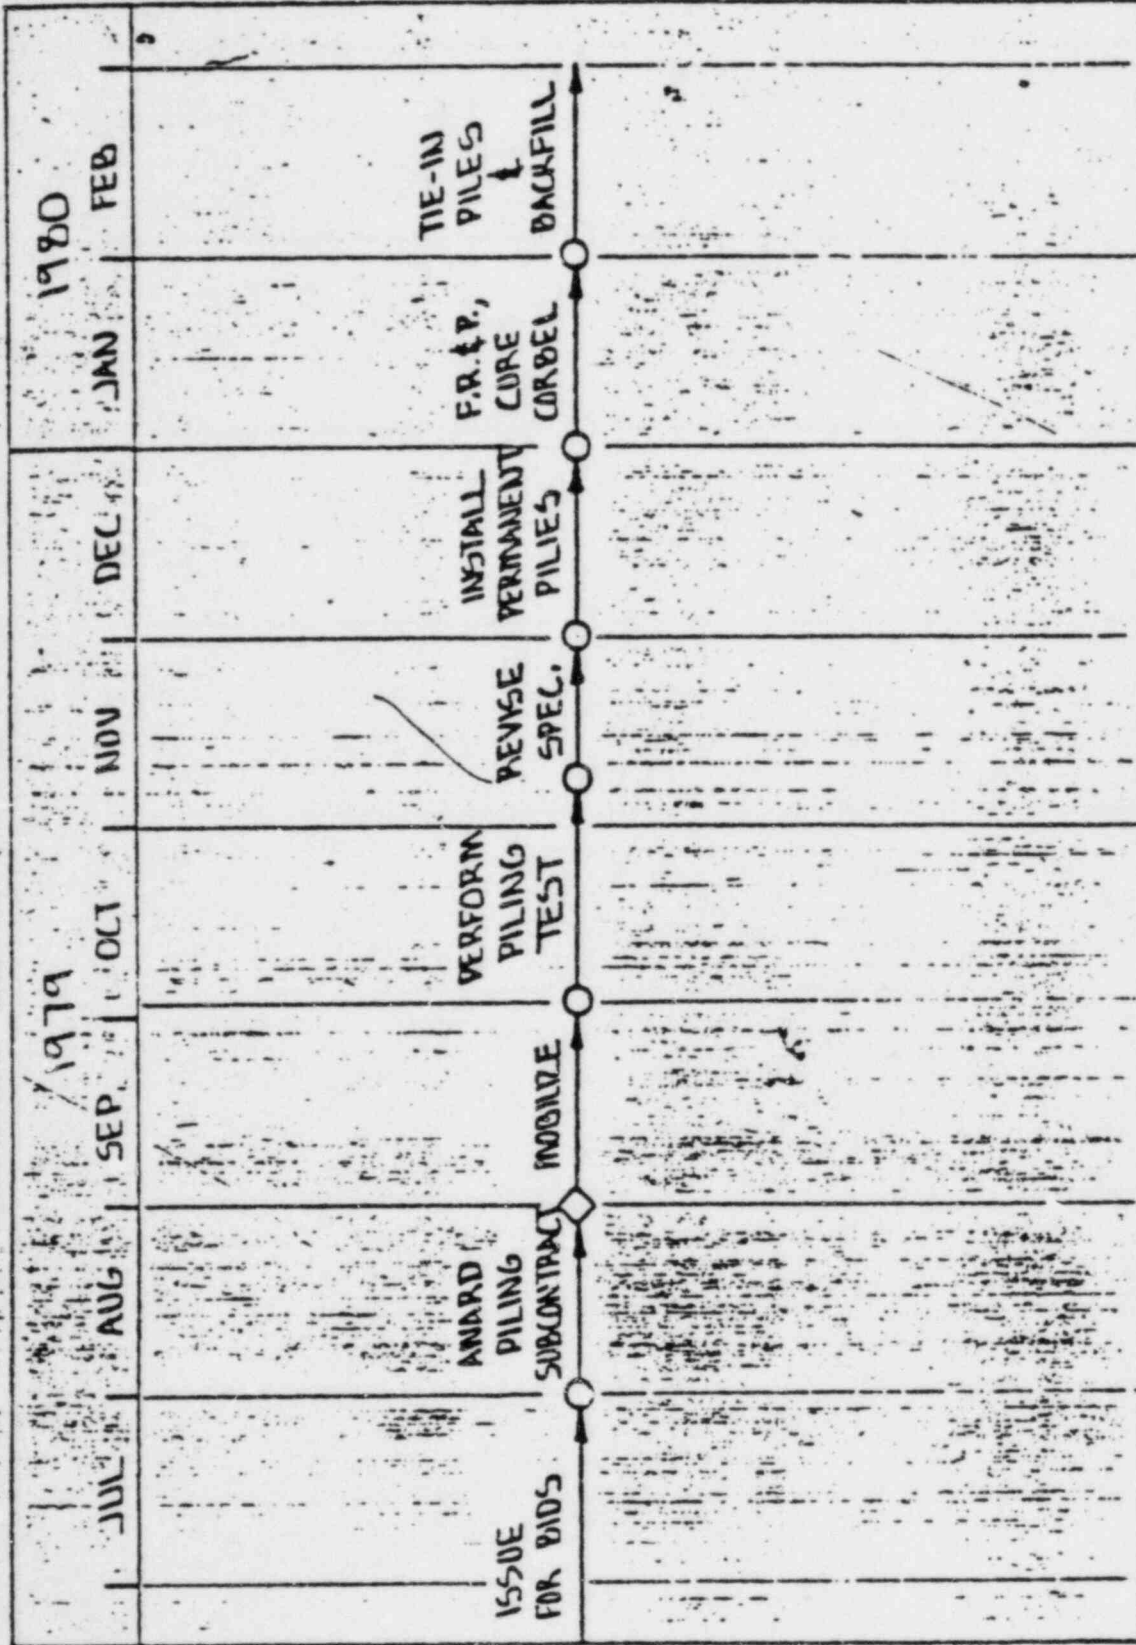 1979
1980
JUL
AUG
SEP.
OCT
NOV
DEC
JAN
FEB
ISSUE
FOR BIDS
AWARD
PILING
SUBCONTRACT
MOBILIZE
PERFORM
PILING
TEST
REVISE
SPEC.
INSTALL
PERMANENT
PILIES
F.R. & P.,
CURE
CORBEL
TIE-IN
PILES
&
BACKFILL